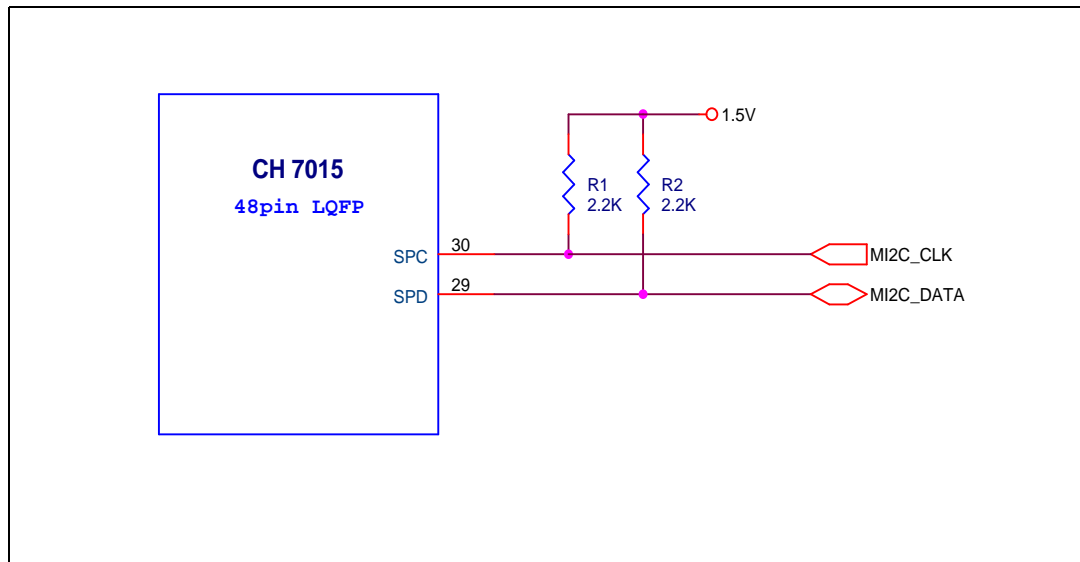 1.5V
CH 7015
48pin LQFP
R1
2.2K
R2
2.2K
SPC
30
MI2C_CLK
SPD
29
MI2C_DATA